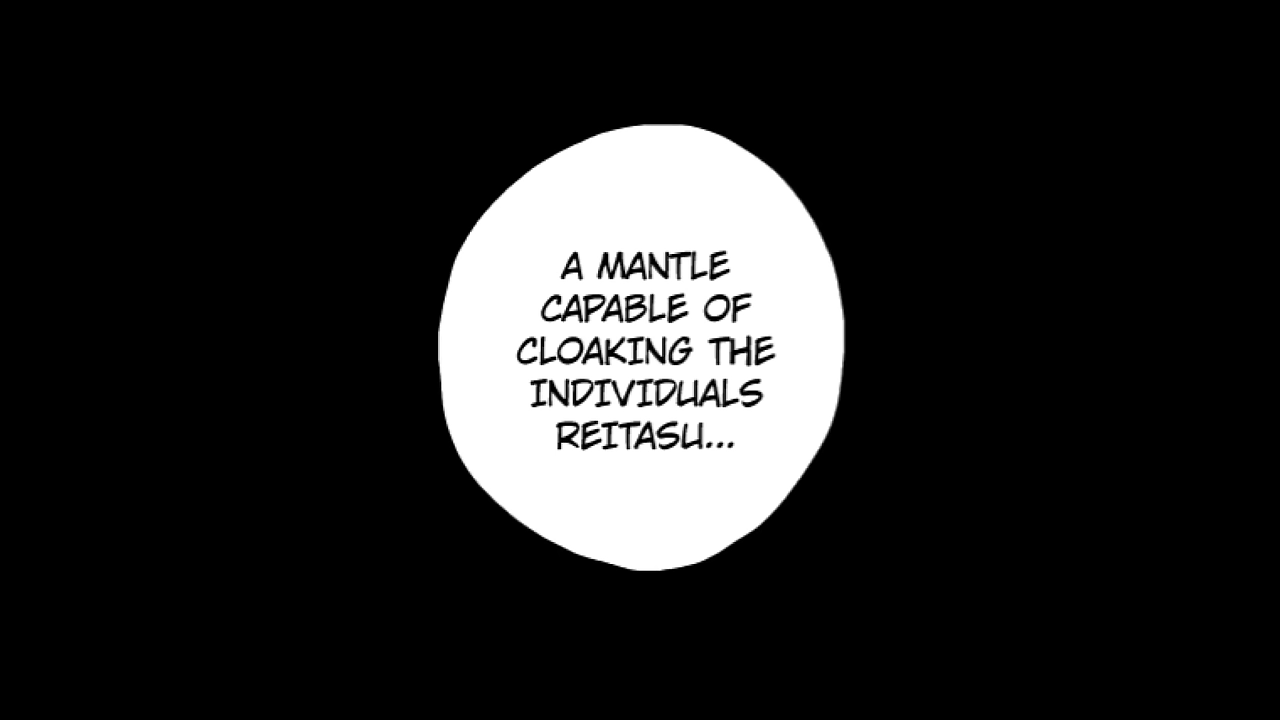 A MANTLE
CAPABLE OF
CLOAKING THE
INDIVIDUALS
REITASU...